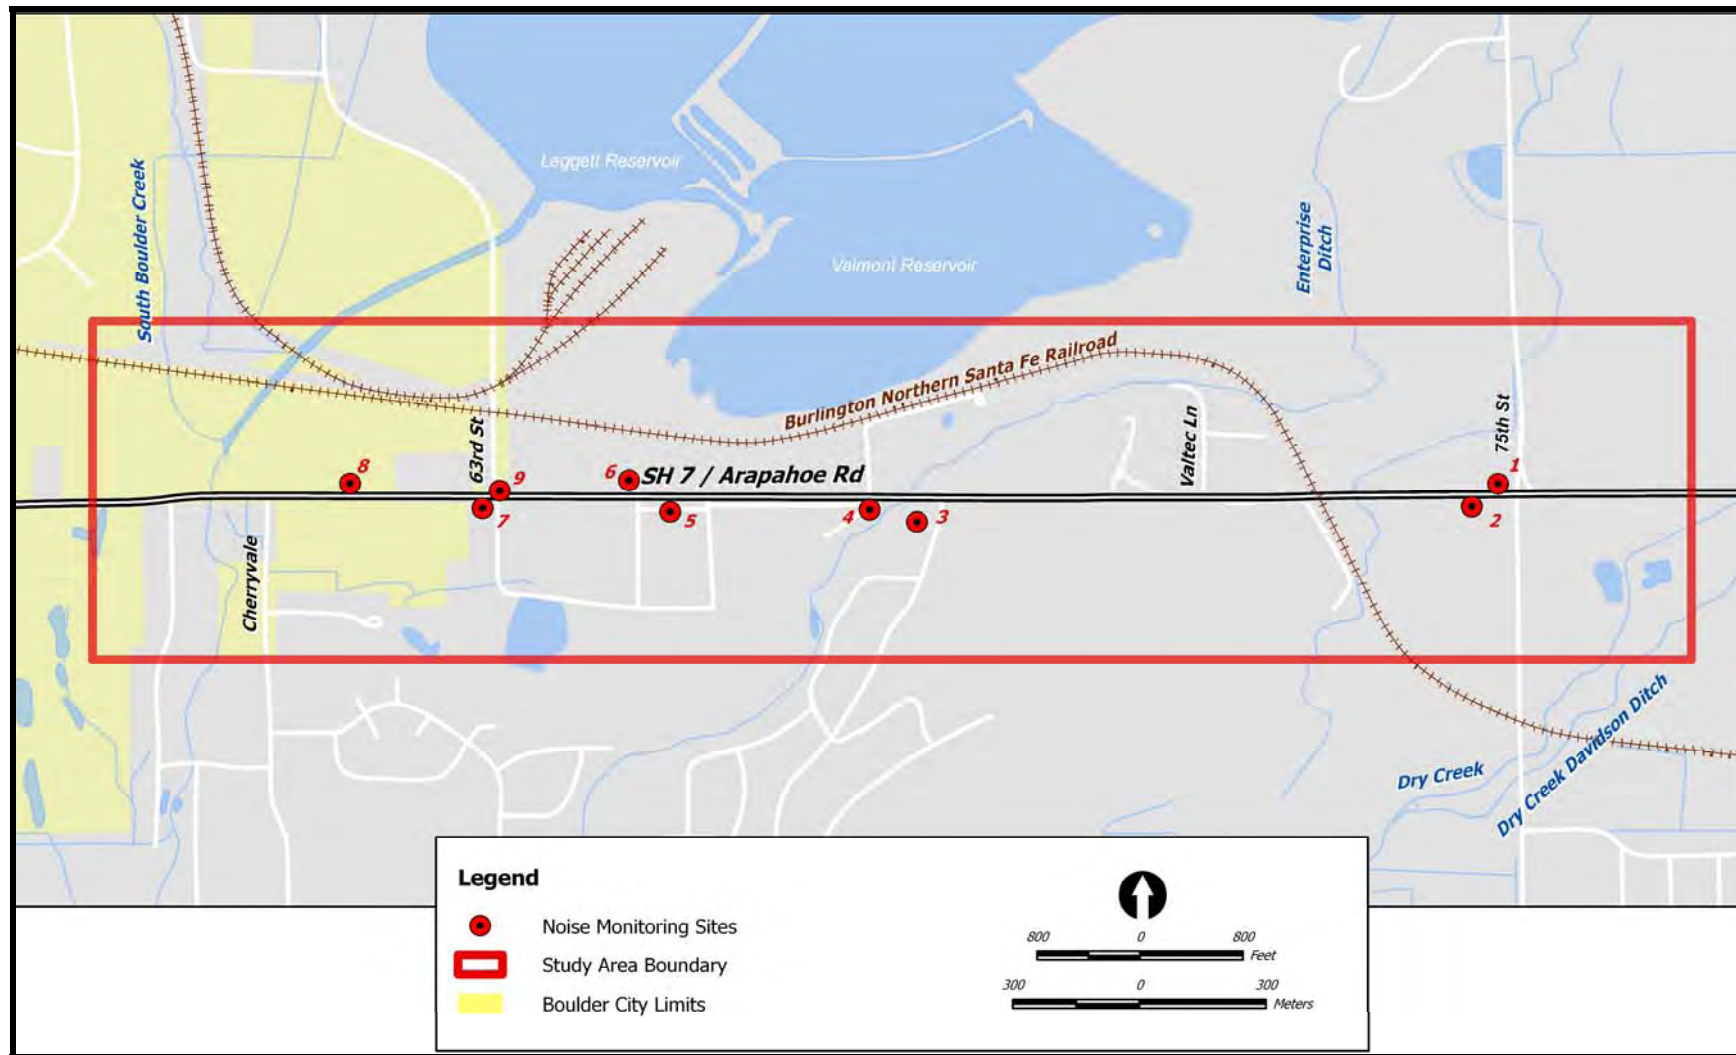 Leggett Reservoir
South Boulder Creek
Valmont Reservoir
Enterprise
Ditch
Burlington Northern Santa Fe Railroad
63rd St
Valtec Ln
75th St
8
9
6
SH 7 / Arapahoe Rd
1
7
5
4
3
2
Cherryvale
Dry Creek
Dry Creek Davidson Ditch
Legend
Noise Monitoring Sites
Study Area Boundary
Boulder City Limits
800 0 800
Feet
300 0 300
Meters